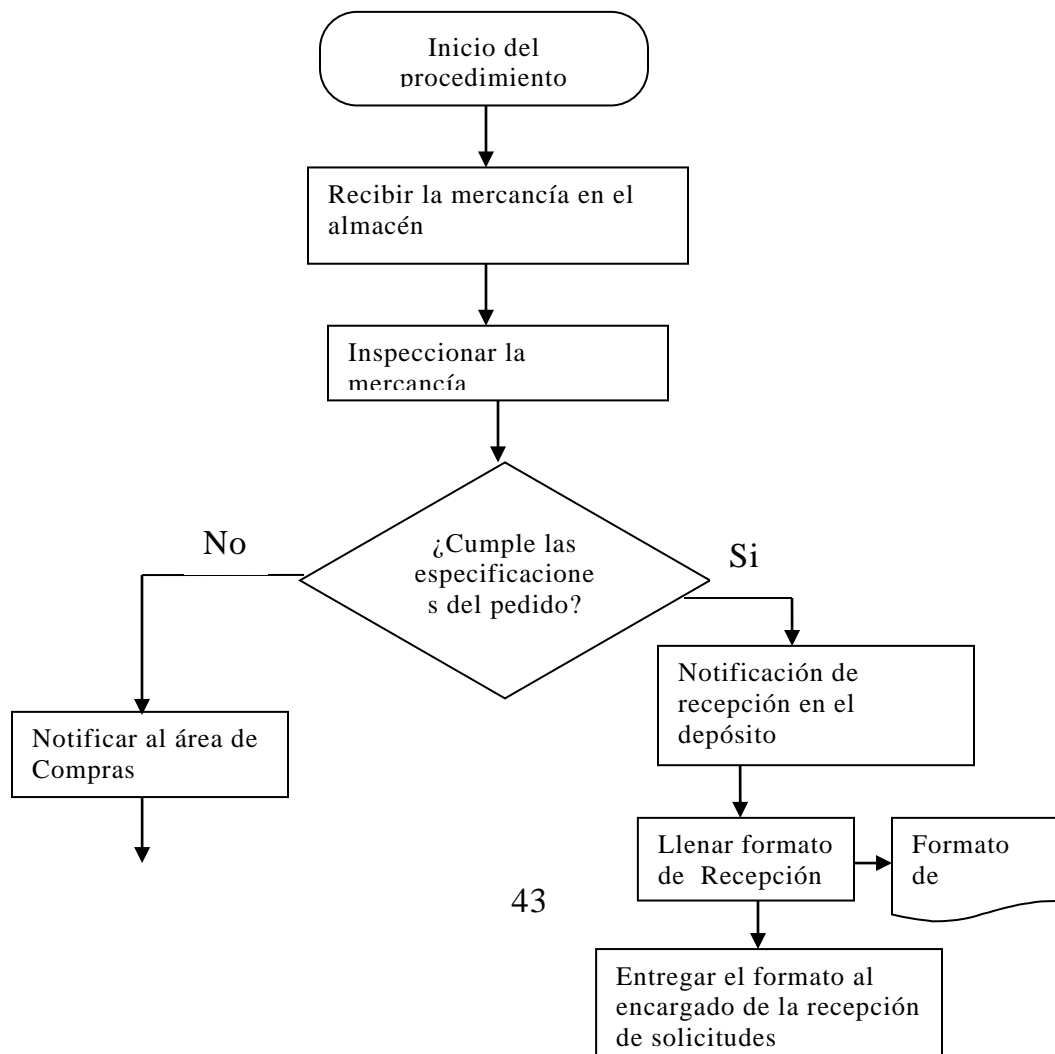 Inicio del
procedimiento
Recibir la mercancía en el
almacén
Inspeccionar la
mercancía
¿Cumple las
especificacione
s del pedido?
No
Si
Notificar al área de
Compras
Notificación de
recepción en el
depósito
Llenar formato
de Recepción
Formato
de
43
Entregar el formato al
encargado de la recepción
de solicitudes